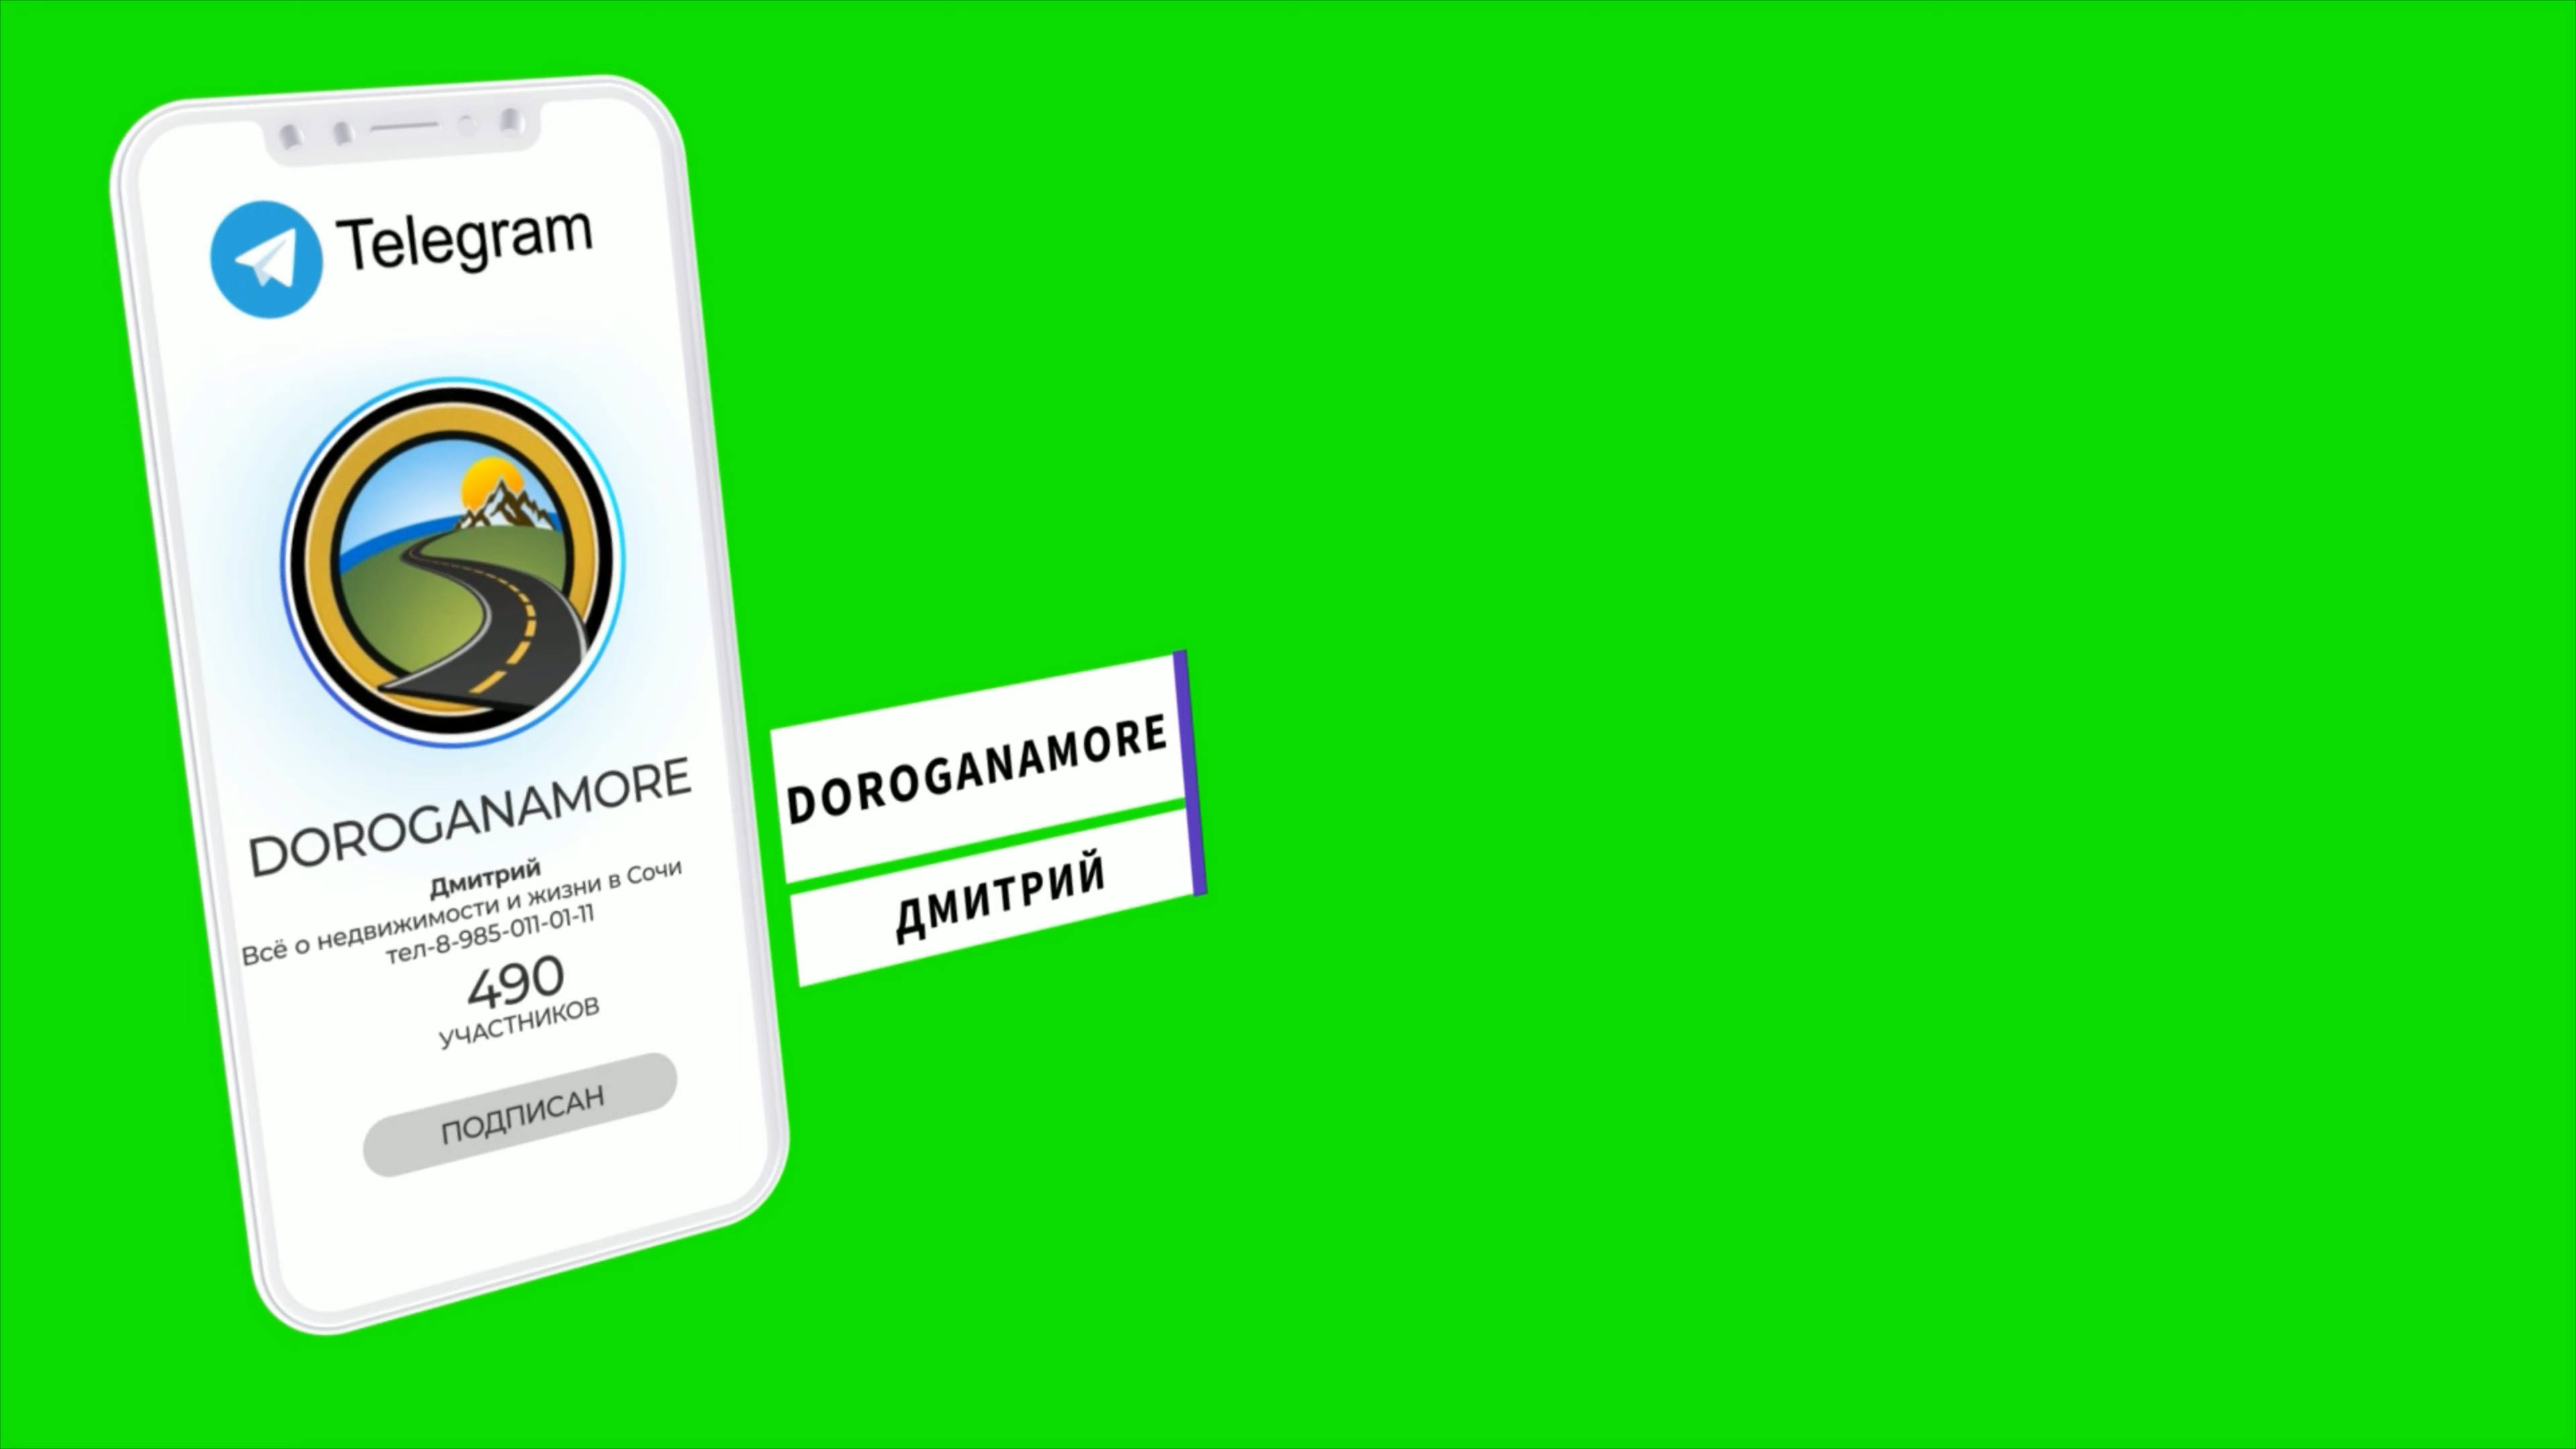 Telegram
DOROGANAMORE
Дмитрий
Всё о недвижимости и жизни в Сочи
тел-8-985-011-01-11
490
УЧАСТНИКОВ
ПОДПИСАН
DOROGANAMORE
ДМИТРИЙ